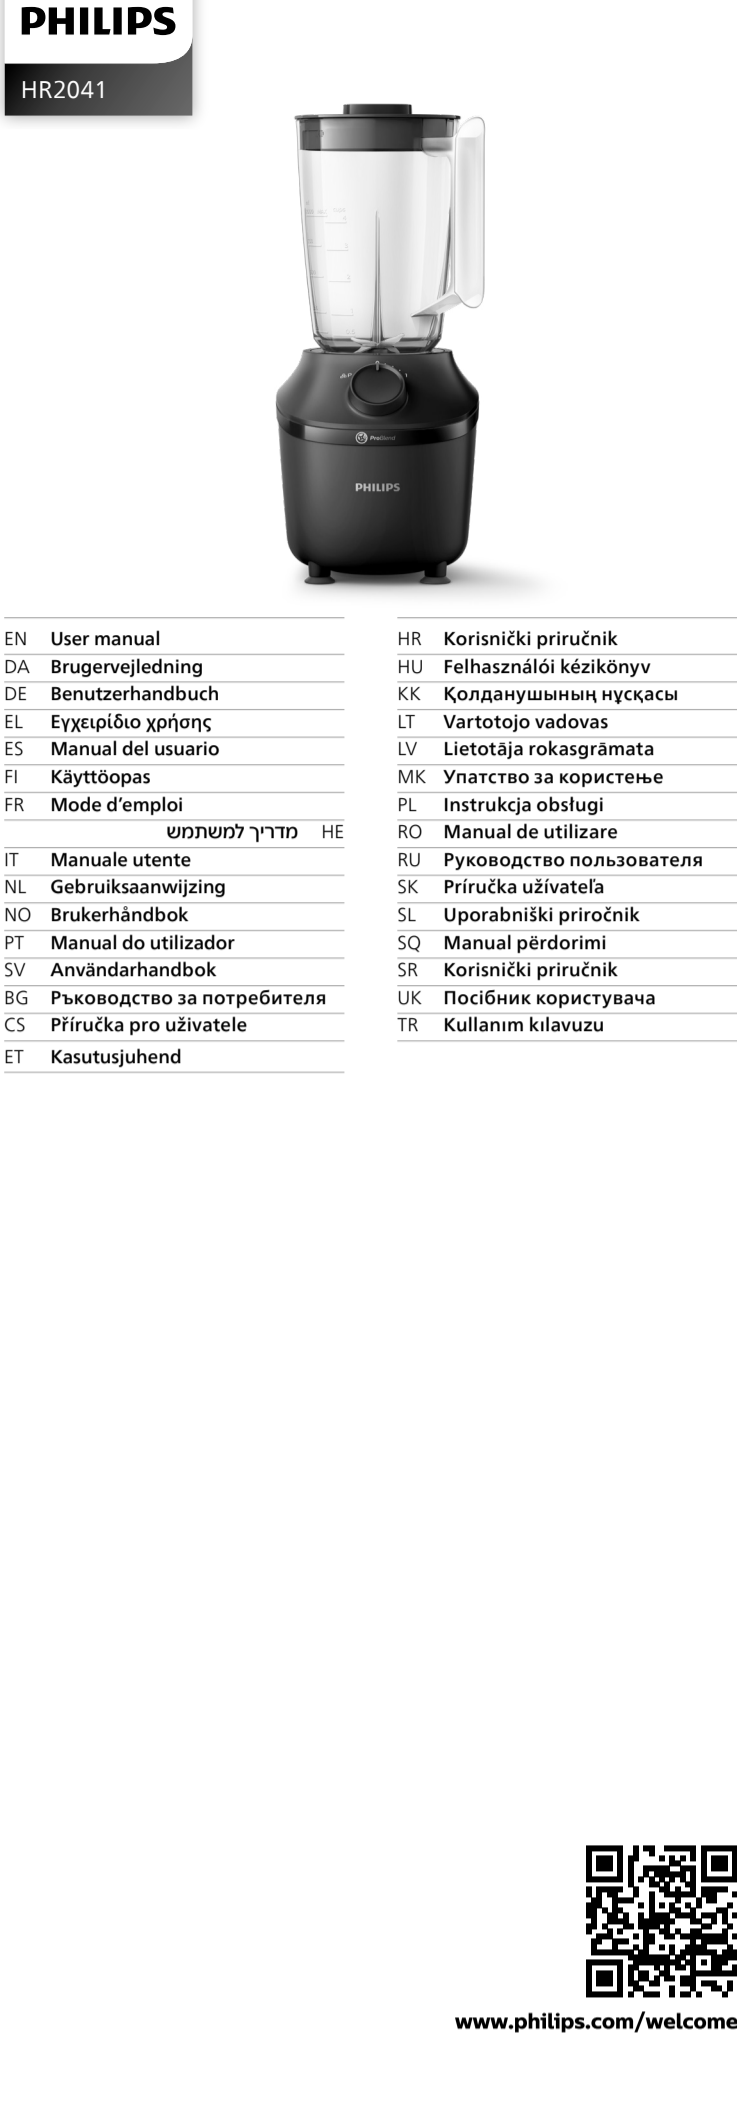 PHILIPS
HR2041
ProBlend
PHILIPS
EN User manual
DA Brugervejledning
DE Benutzerhandbuch
EL Εγχειρίδιο χρήσης
ES Manual del usuario
FI Käyttöopas
FR Mode d’emploi
HE מדריך למשתמש
IT Manuale utente
NL Gebruiksaanwijzing
NO Brukerhåndbok
PT Manual do utilizador
SV Användarhandbok
BG Ръководство за потребителя
CS Příručka pro uživatele
ET Kasutusjuhend
HR Korisnički priručnik
HU Felhasználói kézikönyv
KK Қолданушының нұсқасы
LT Vartotojo vadovas
LV Lietotāja rokasgrāmata
MK Упатство за користење
PL Instrukcja obsługi
RO Manual de utilizare
RU Руководство пользователя
SK Príručka užívateľa
SL Uporabniški priročnik
SQ Manual përdorimi
SR Korisnički priručnik
UK Посібник користувача
TR Kullanım kılavuzu
www.philips.com/welcome